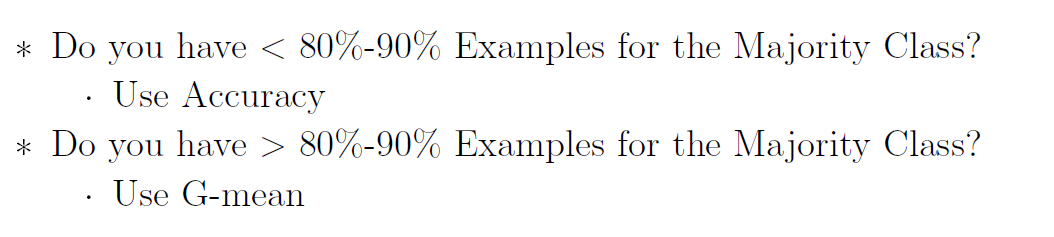 * Do you have < 80%-90% Examples for the Majority Class?
· Use Accuracy
* Do you have > 80%-90% Examples for the Majority Class?
· Use G-mean